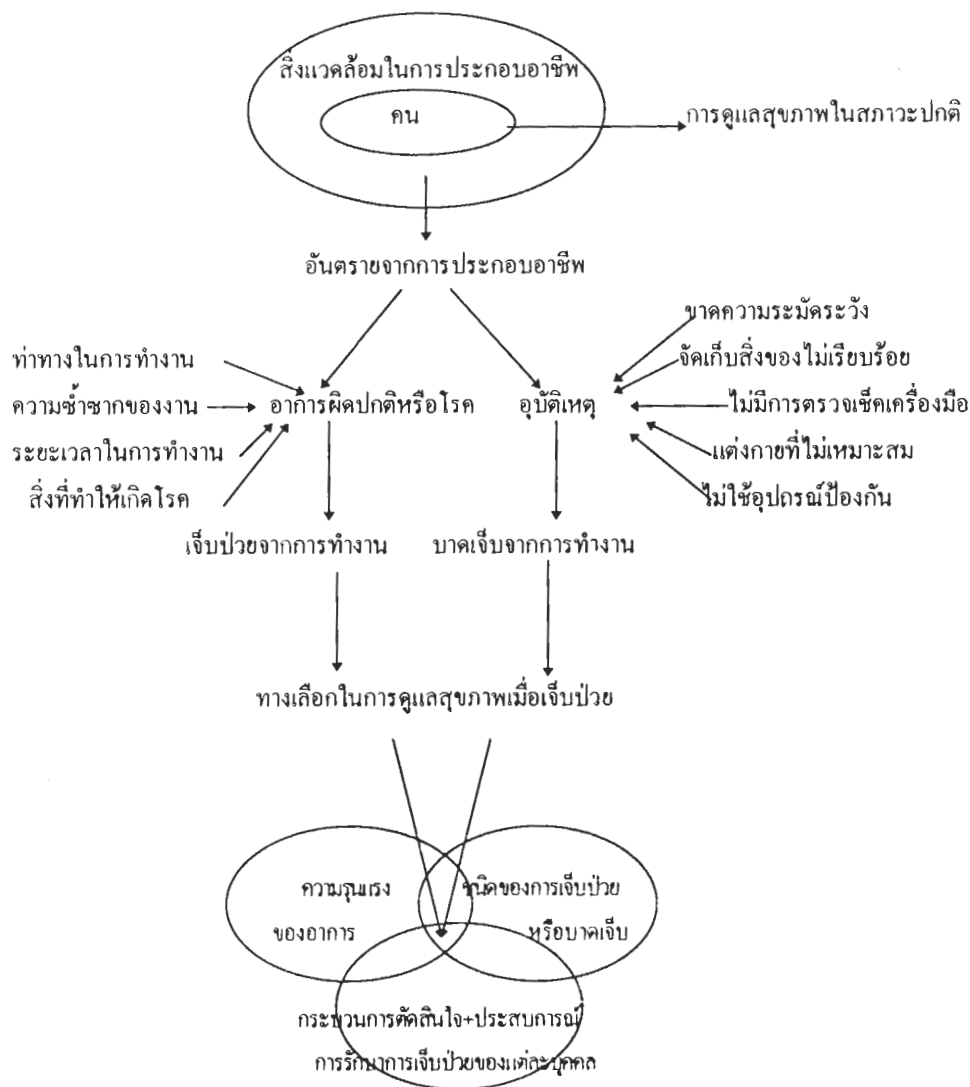 สิ่งแวดล้อมในการประกอบอาชีพ
คน
การดูแลสุขภาพในสภาวะปกติ
อันตรายจากการประกอบอาชีพ
ขาดความระมัดระวัง
ท่าทางในการทำงาน
จัดเก็บสิ่งของไม่เรียบร้อย
ความซ้ำซากของงาน
อาการผิดปกติหรือโรค
อุบัติเหตุ
ไม่มีการตรวจเช็คเครื่องมือ
ระยะเวลาในการทำงาน
แต่งกายที่ไม่เหมาะสม
สิ่งที่ทำให้เกิดโรค
ไม่ใช้อุปกรณ์ป้องกัน
เจ็บป่วยจากการทำงาน
บาดเจ็บจากการทำงาน
ทางเลือกในการดูแลสุขภาพเมื่อเจ็บป่วย
ความรุนแรง
ของอาการ
ชนิดของการเจ็บป่วย
หรือบาดเจ็บ
กระบวนการตัดสินใจ+ประสบการณ์
การรักษาการเจ็บป่วยของแต่ละบุคคล